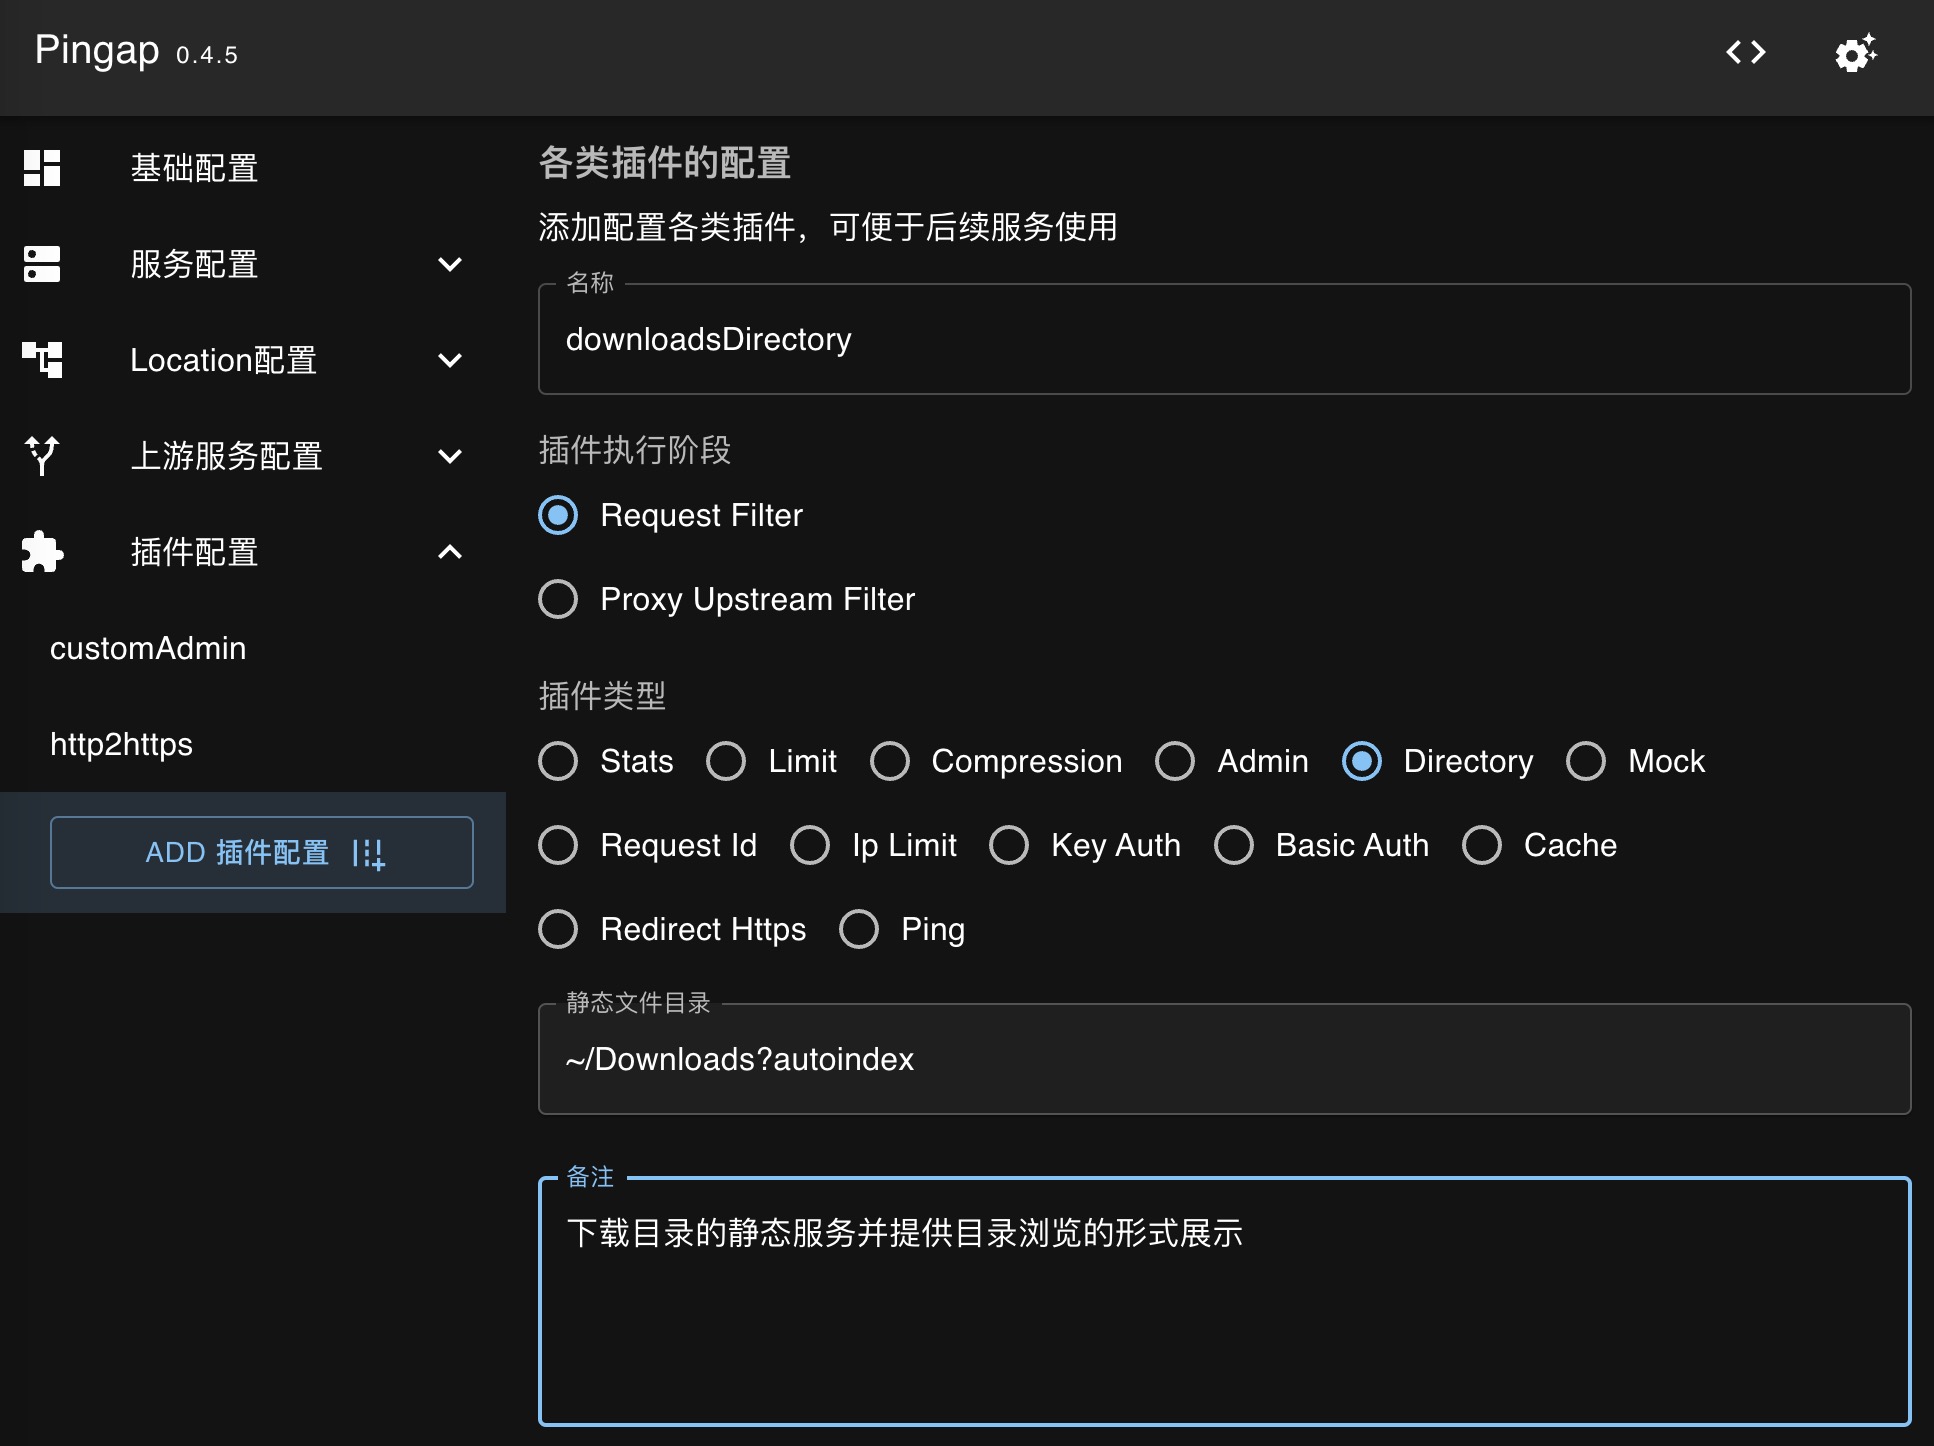 Pingap 0.4.5
基础配置
服务配置
Location配置
上游服务配置
插件配置
customAdmin
http2https
ADD 插件配置
各类插件的配置
添加配置各类插件，可便于后续服务使用
名称
downloadsDirectory
插件执行阶段
Request Filter
Proxy Upstream Filter
插件类型
Stats Limit Compression Admin Directory Mock
Request Id Ip Limit Key Auth Basic Auth Cache
Redirect Https Ping
静态文件目录
~/Downloads?autoindex
备注
下载目录的静态服务并提供目录浏览的形式展示